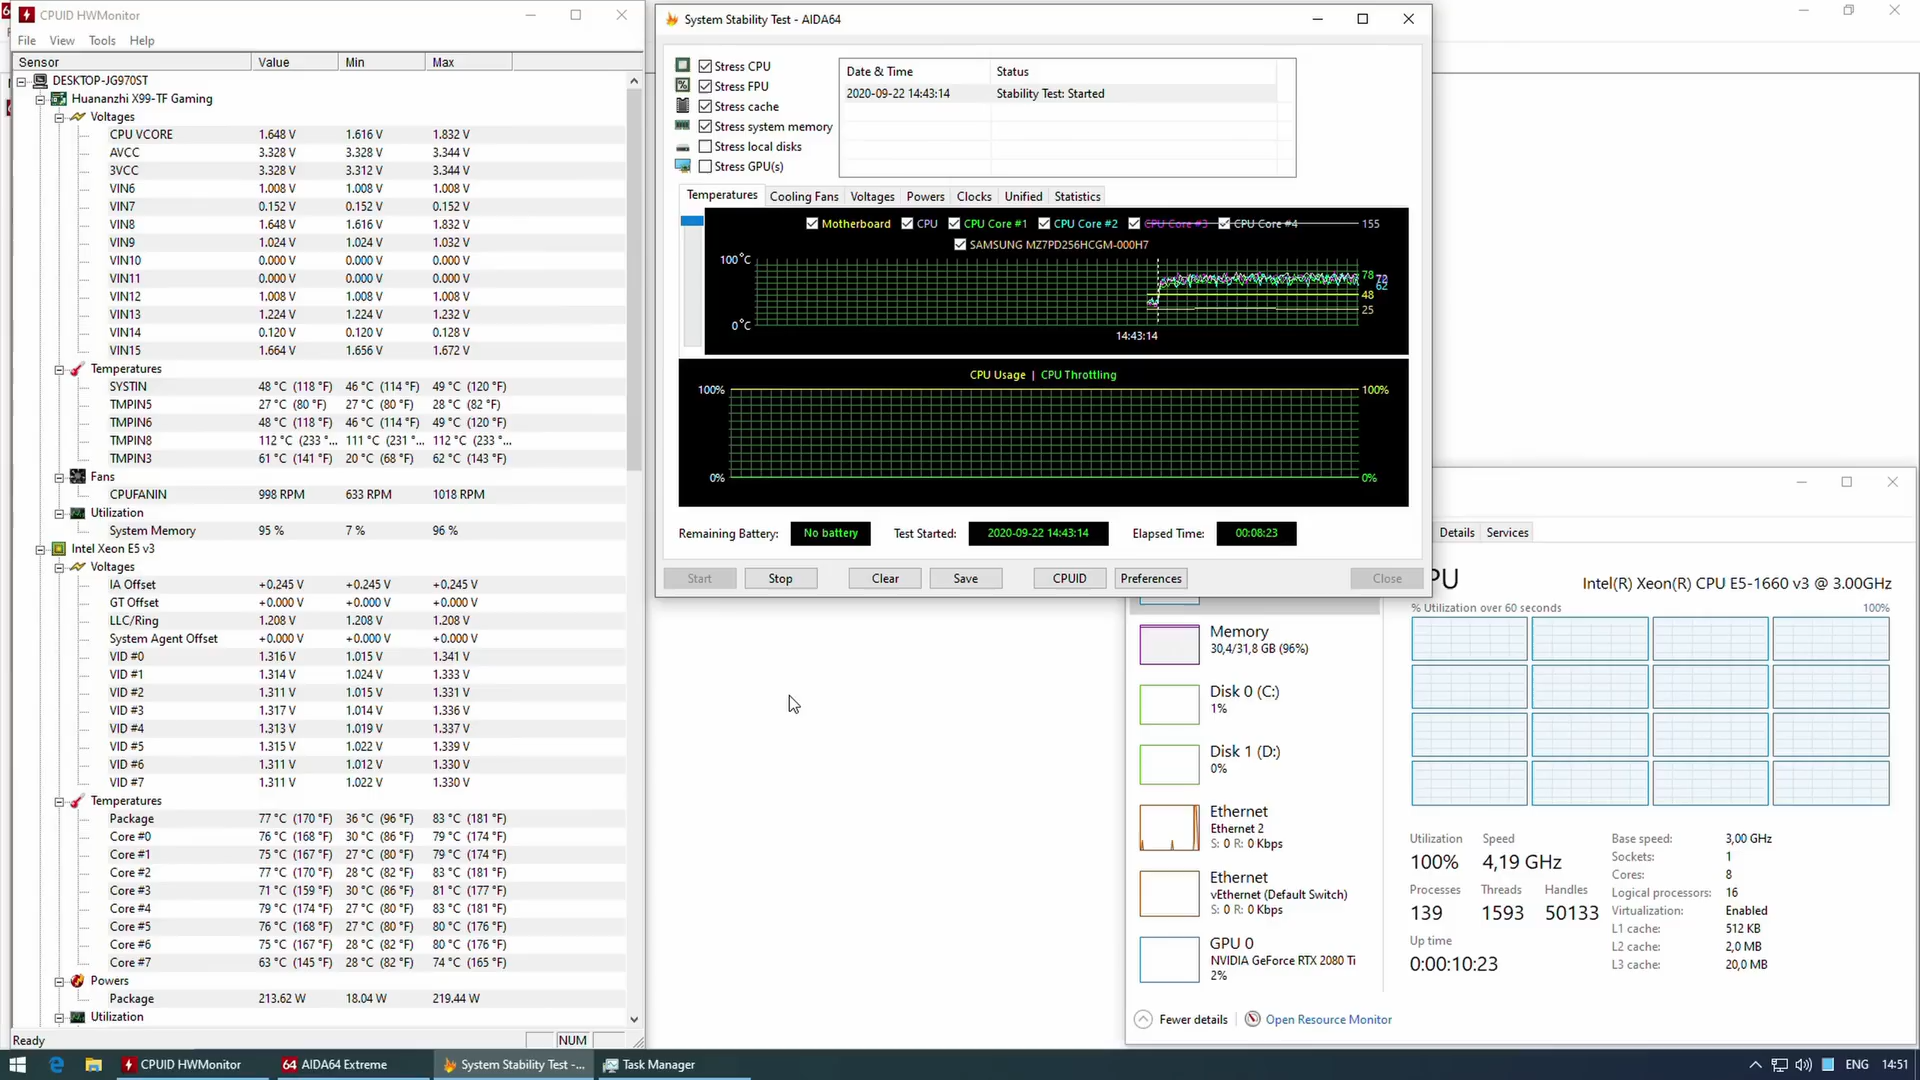 CPUID HWMonitor
File View Tools Help
Sensor Value Min Max
DESKTOP-JG970ST
Huananzhi X99-TF Gaming
Voltages
CPU VCORE 1.648 V 1.616 V 1.832 V
AVCC 3.328 V 3.328 V 3.344 V
3VCC 3.328 V 3.312 V 3.344 V
VIN6 1.008 V 1.008 V 1.008 V
VIN7 0.152 V 0.152 V 0.152 V
VIN8 1.648 V 1.616 V 1.832 V
VIN9 1.024 V 1.024 V 1.032 V
VIN10 0.000 V 0.000 V 0.000 V
VIN11 0.000 V 0.000 V 0.000 V
VIN12 1.008 V 1.008 V 1.008 V
VIN13 1.224 V 1.224 V 1.232 V
VIN14 0.120 V 0.120 V 0.128 V
VIN15 1.664 V 1.656 V 1.672 V
Temperatures
SYSTIN 48 °C (118 °F) 46 °C (114 °F) 49 °C (120 °F)
TMPIN5 27 °C (80 °F) 27 °C (80 °F) 28 °C (82 °F)
TMPIN6 48 °C (118 °F) 46 °C (114 °F) 49 °C (120 °F)
TMPIN8 112 °C (233 °... 111 °C (231 °... 112 °C (233 °...
TMPIN3 61 °C (141 °F) 20 °C (68 °F) 62 °C (143 °F)
Fans
CPUFANIN 998 RPM 633 RPM 1018 RPM
Utilization
System Memory 95 % 7 % 96 %
Intel Xeon E5 v3
Voltages
IA Offset +0.245 V +0.245 V +0.245 V
GT Offset +0.000 V +0.000 V +0.000 V
LLC/Ring 1.208 V 1.208 V 1.208 V
System Agent Offset +0.000 V +0.000 V +0.000 V
VID #0 1.316 V 1.015 V 1.341 V
VID #1 1.314 V 1.024 V 1.333 V
VID #2 1.311 V 1.015 V 1.331 V
VID #3 1.317 V 1.014 V 1.336 V
VID #4 1.313 V 1.019 V 1.337 V
VID #5 1.315 V 1.022 V 1.339 V
VID #6 1.311 V 1.012 V 1.330 V
VID #7 1.311 V 1.022 V 1.330 V
Temperatures
Package 77 °C (170 °F) 36 °C (96 °F) 83 °C (181 °F)
Core #0 76 °C (168 °F) 30 °C (86 °F) 79 °C (174 °F)
Core #1 75 °C (167 °F) 27 °C (80 °F) 79 °C (174 °F)
Core #2 77 °C (170 °F) 28 °C (82 °F) 83 °C (181 °F)
Core #3 71 °C (159 °F) 30 °C (86 °F) 81 °C (177 °F)
Core #4 79 °C (174 °F) 27 °C (80 °F) 83 °C (181 °F)
Core #5 76 °C (168 °F) 27 °C (80 °F) 80 °C (176 °F)
Core #6 75 °C (167 °F) 28 °C (82 °F) 80 °C (176 °F)
Core #7 63 °C (145 °F) 28 °C (82 °F) 74 °C (165 °F)
Powers
Package 213.62 W 18.04 W 219.44 W
Utilization
Ready NUM
System Stability Test - AIDA64
Stress CPU
Stress FPU
Stress cache
Stress system memory
Stress local disks
Stress GPU(s)
Date & Time Status
2020-09-22 14:43:14 Stability Test: Started
Temperatures Cooling Fans Voltages Powers Clocks Unified Statistics
Motherboard CPU CPU Core #1 CPU Core #2 CPU Core #3 CPU Core #4 155
SAMSUNG MZ7PD256HCGM-000H7
100°C
78
72
62
48
25
0°C
14:43:14
CPU Usage | CPU Throttling
100% 100%
0% 0%
Remaining Battery: No battery Test Started: 2020-09-22 14:43:14 Elapsed Time: 00:08:23
Start Stop Clear Save CPUID Preferences Close
Details Services
PU Intel(R) Xeon(R) CPU E5-1660 v3 @ 3.00GHz
% Utilization over 60 seconds 100%
Memory
30,4/31,8 GB (96%)
Disk 0 (C:)
1%
Disk 1 (D:)
0%
Ethernet
Ethernet 2
S: 0 R: 0 Kbps
Ethernet
vEthernet (Default Switch)
S: 0 R: 0 Kbps
GPU 0
NVIDIA GeForce RTX 2080 Ti
2%
Utilization Speed
100% 4,19 GHz
Processes Threads Handles
139 1593 50133
Up time
0:00:10:23
Base speed: 3,00 GHz
Sockets: 1
Cores: 8
Logical processors: 16
Virtualization: Enabled
L1 cache: 512 KB
L2 cache: 2,0 MB
L3 cache: 20,0 MB
Fewer details Open Resource Monitor
CPUID HWMonitor 64 AIDA64 Extreme System Stability Test -... Task Manager ENG 14:51